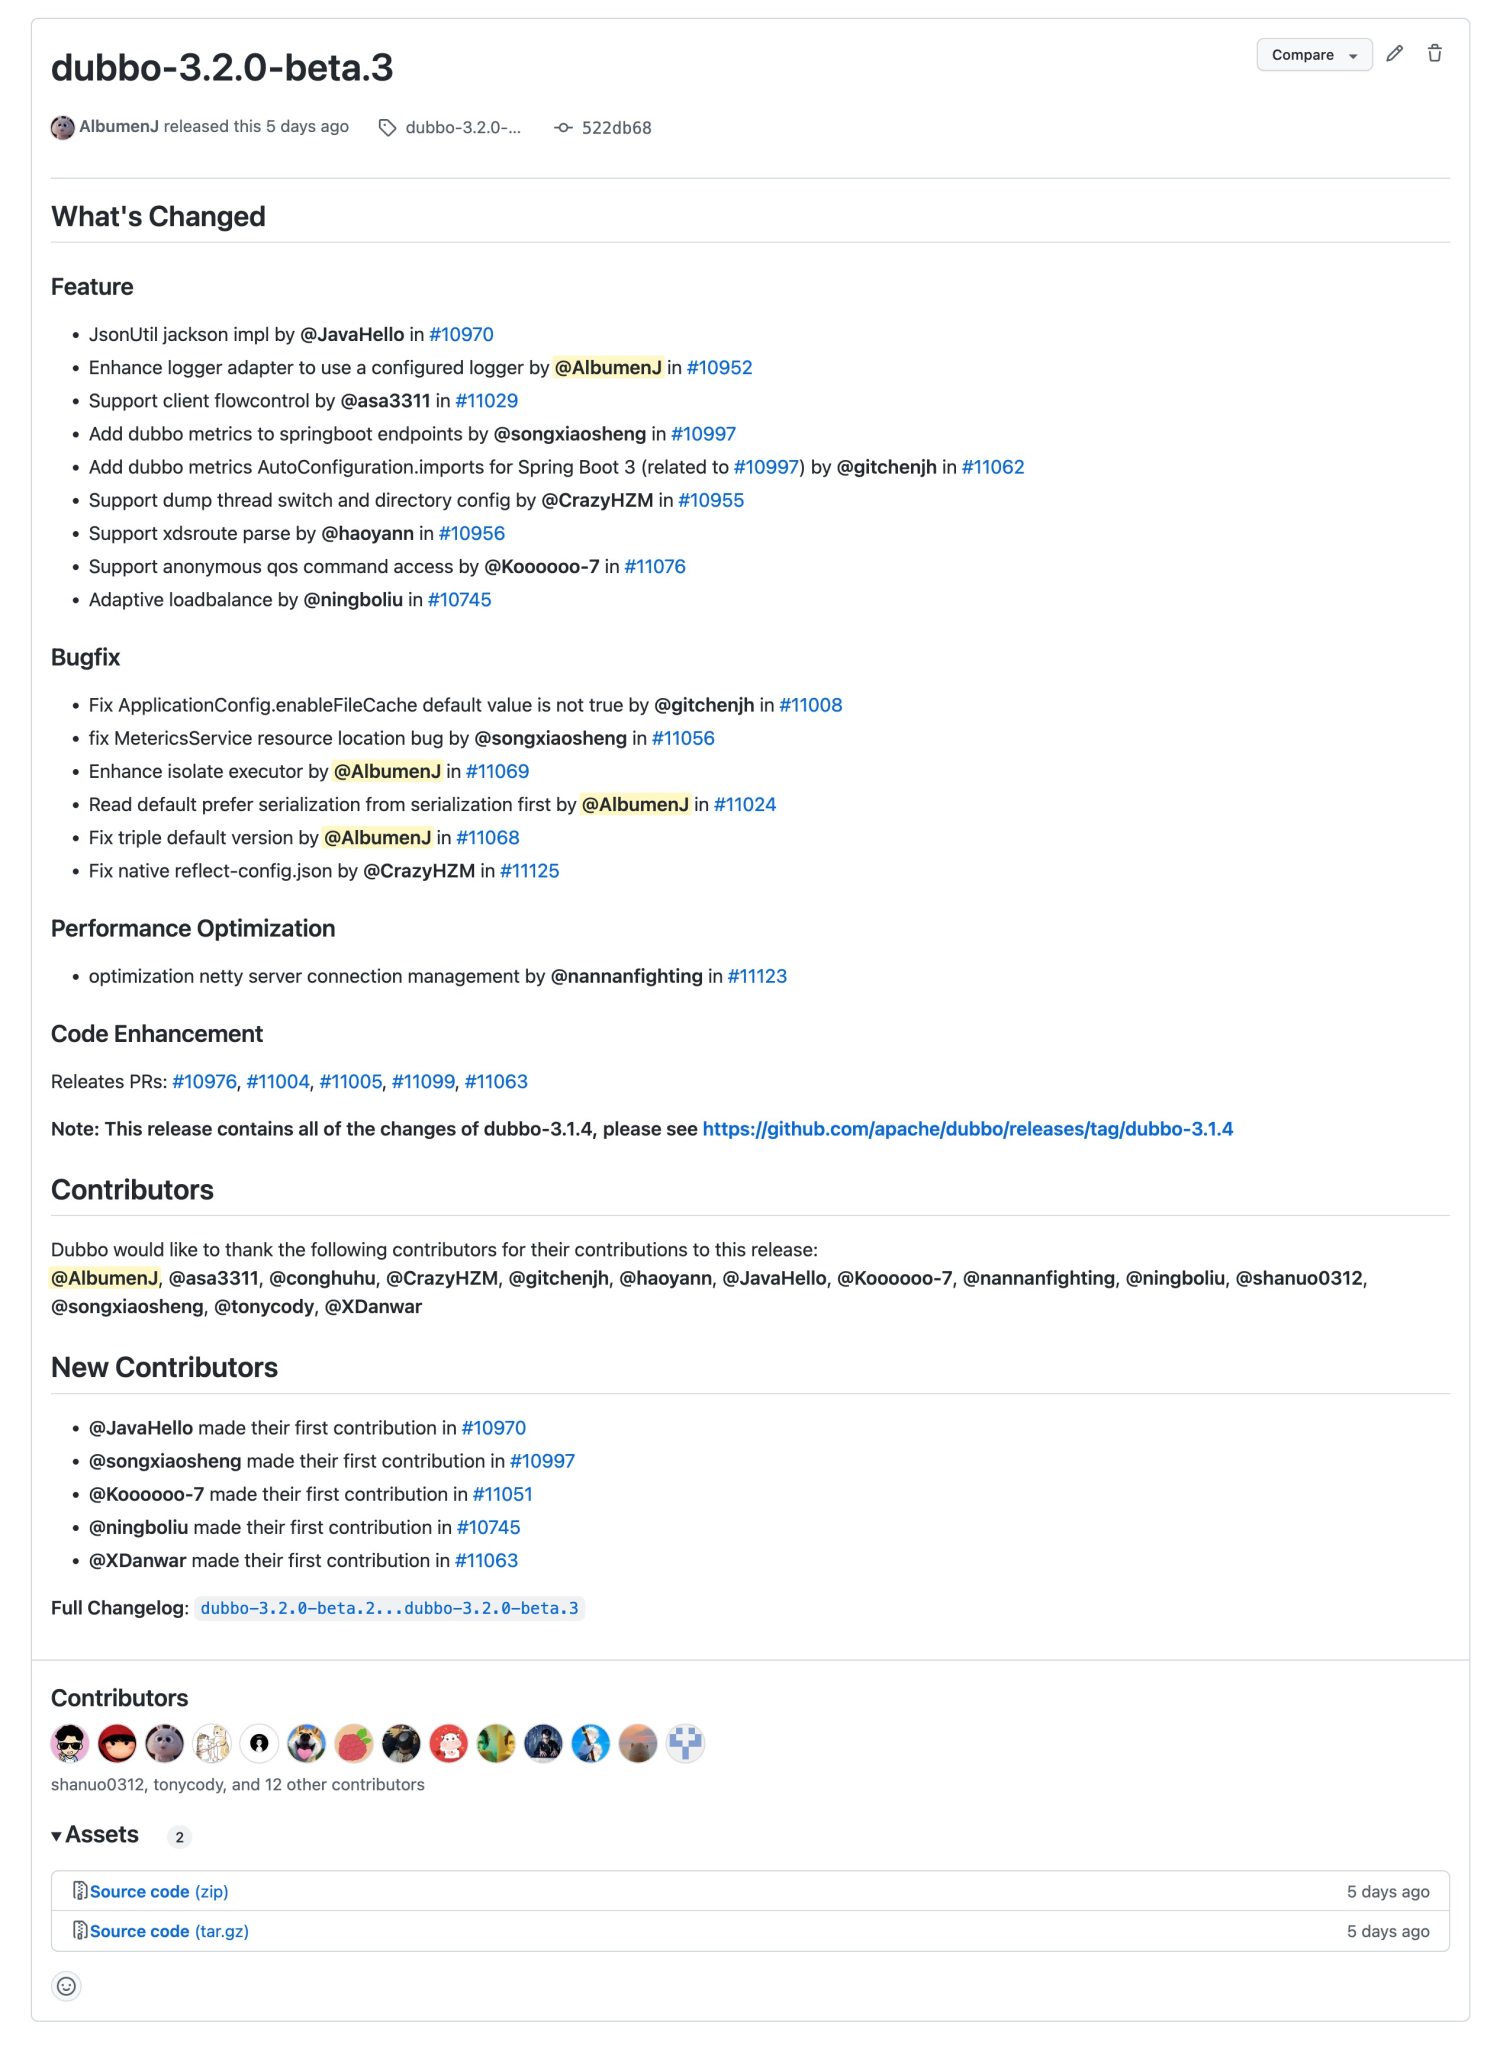 dubbo-3.2.0-beta.3
Compare
AlbumenJ released this 5 days ago dubbo-3.2.0-... 522db68
What's Changed
Feature
• JsonUtil jackson impl by @JavaHello in #10970
• Enhance logger adapter to use a configured logger by @AlbumenJ in #10952
• Support client flowcontrol by @asa3311 in #11029
• Add dubbo metrics to springboot endpoints by @songxiaosheng in #10997
• Add dubbo metrics AutoConfiguration.imports for Spring Boot 3 (related to #10997) by @gitchenjh in #11062
• Support dump thread switch and directory config by @CrazyHZM in #10955
• Support xdsroute parse by @haoyann in #10956
• Support anonymous qos command access by @Koooooo-7 in #11076
• Adaptive loadbalance by @ningboliu in #10745
Bugfix
• Fix ApplicationConfig.enableFileCache default value is not true by @gitchenjh in #11008
• fix MetericsService resource location bug by @songxiaosheng in #11056
• Enhance isolate executor by @AlbumenJ in #11069
• Read default prefer serialization from serialization first by @AlbumenJ in #11024
• Fix triple default version by @AlbumenJ in #11068
• Fix native reflect-config.json by @CrazyHZM in #11125
Performance Optimization
• optimization netty server connection management by @nannanfighting in #11123
Code Enhancement
Releates PRs: #10976, #11004, #11005, #11099, #11063
Note: This release contains all of the changes of dubbo-3.1.4, please see https://github.com/apache/dubbo/releases/tag/dubbo-3.1.4
Contributors
Dubbo would like to thank the following contributors for their contributions to this release:
@AlbumenJ, @asa3311, @conghuhu, @CrazyHZM, @gitchenjh, @haoyann, @JavaHello, @Koooooo-7, @nannanfighting, @ningboliu, @shanuo0312,
@songxiaosheng, @tonycody, @XDanwar
New Contributors
• @JavaHello made their first contribution in #10970
• @songxiaosheng made their first contribution in #10997
• @Koooooo-7 made their first contribution in #11051
• @ningboliu made their first contribution in #10745
• @XDanwar made their first contribution in #11063
Full Changelog: dubbo-3.2.0-beta.2...dubbo-3.2.0-beta.3
Contributors
shanuo0312, tonycody, and 12 other contributors
Assets 2
Source code (zip) 5 days ago
Source code (tar.gz) 5 days ago